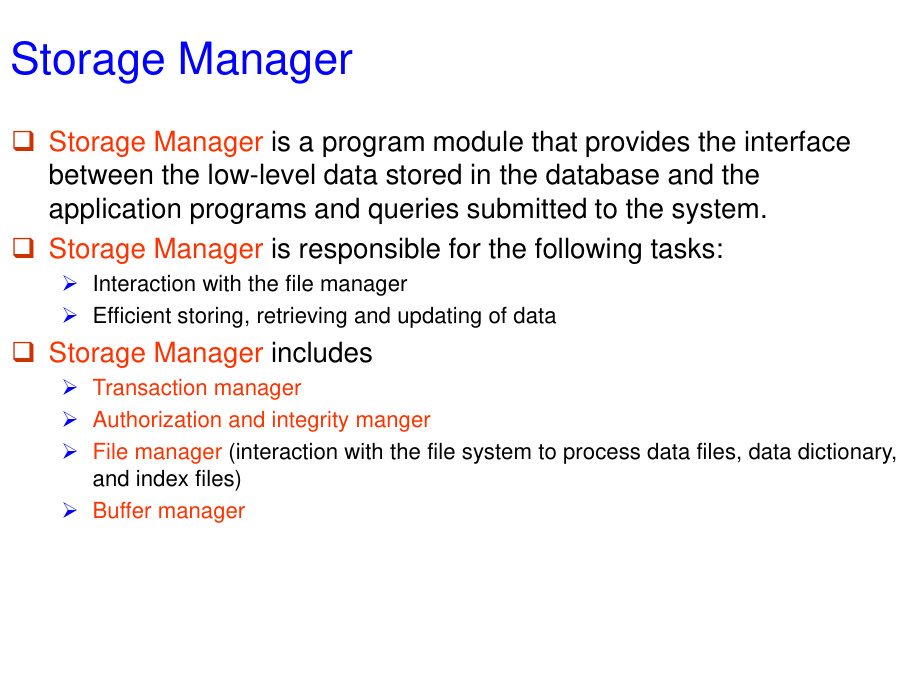 Storage Manager
Storage Manager is a program module that provides the interface
between the low-level data stored in the database and the
application programs and queries submitted to the system.
Storage Manager is responsible for the following tasks:
Interaction with the file manager
Efficient storing, retrieving and updating of data
Storage Manager includes
Transaction manager
Authorization and integrity manger
File manager (interaction with the file system to process data files, data dictionary,
and index files)
Buffer manager